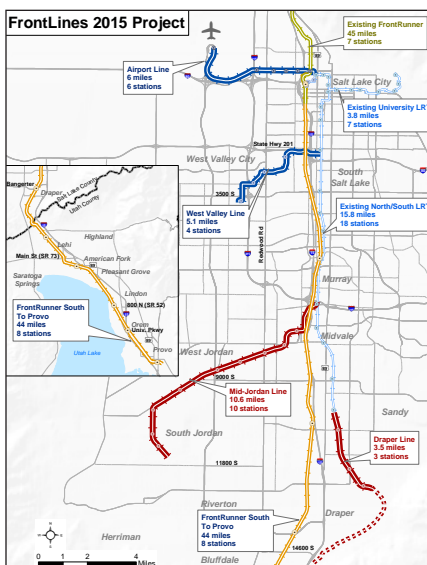 FrontLines 2015 Project
Existing FrontRunner
45 miles
7 stations
Airport Line
6 miles
6 stations
Salt Lake City
Existing University LRT
3.8 miles
7 stations
State Hwy 201
West Valley City
South
Salt Lake
3500 S
West Valley Line
5.1 miles
4 stations
Redwood Rd
Existing North/South LRT
15.8 miles
18 stations
Bangerter
Draper
Salt Lake County
Utah County
Highland
Lehi
Main St (SR 73)
American Fork
Pleasant Grove
Saratoga
Springs
Lindon
800 N (SR 52)
FrontRunner South
To Provo
44 miles
8 stations
Orem
Univ. Pkwy
Provo
Utah Lake
Murray
Midvale
West Jordan
9000 S
Mid-Jordan Line
10.6 miles
10 stations
Sandy
South Jordan
Draper Line
3.5 miles
3 stations
11800 S
Riverton
Draper
FrontRunner South
To Provo
44 miles
8 stations
Herriman
14600 S
Bluffdale
0 1 2 4
Miles